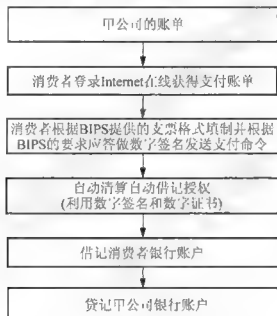 甲公司的账单
消费者登录Internet在线获得支付账单
消费者根据BIPS提供的支票格式填制并根据
BIPS的要求应答做数字签名发送支付命令
自动清算自动借记授权
(利用数字签名和数字证书)
借记消费者银行账户
贷记甲公司银行账户